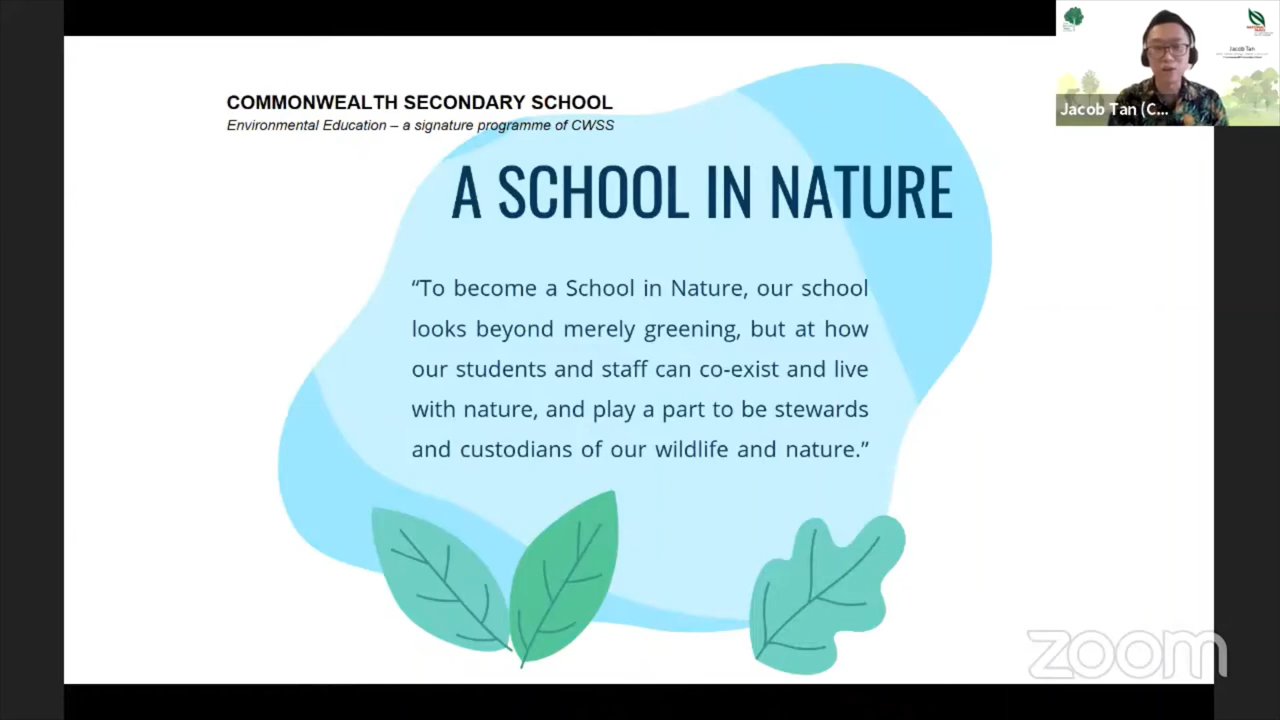 COMMONWEALTH SECONDARY SCHOOL
Environmental Education – a signature programme of CWSS
A SCHOOL IN NATURE
“To become a School in Nature, our school
looks beyond merely greening, but at how
our students and staff can co-exist and live
with nature, and play a part to be stewards
and custodians of our wildlife and nature.”
Jacob Tan
Jacob Tan (C...
zoom